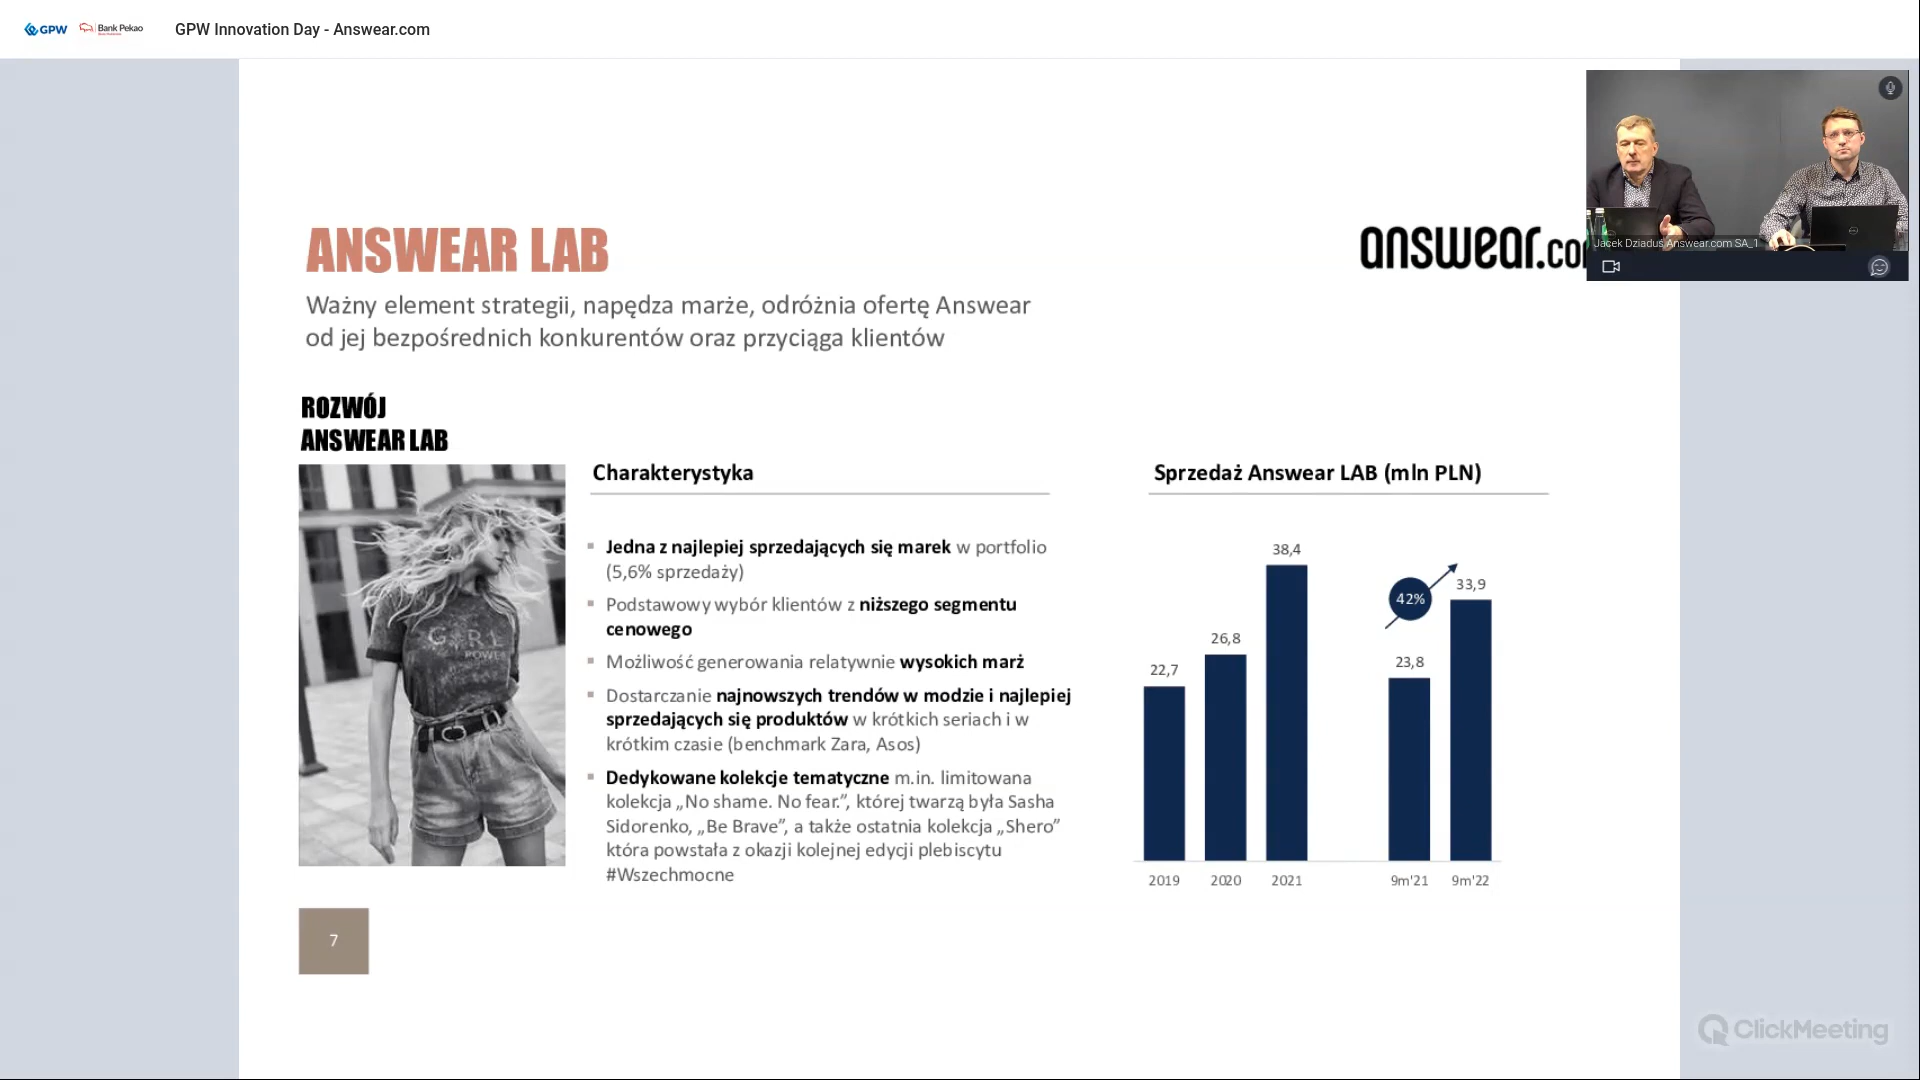 GPW
Bank Pekao
GPW Innovation Day - Answear.com
Jacek Dziaduś Answear.com SA_1
ANSWEAR LAB
answear.co
Ważny element strategii, napędza marże, odróżnia ofertę Answear
od jej bezpośrednich konkurentów oraz przyciąga klientów
ROZWÓJ
ANSWEAR LAB
GIRL
POWER
Charakterystyka
Jedna z najlepiej sprzedających się marek w portfolio
(5,6% sprzedaży)
Podstawowy wybór klientów z niższego segmentu
cenowego
Możliwość generowania relatywnie wysokich marż
Dostarczanie najnowszych trendów w modzie i najlepiej
sprzedających się produktów w krótkich seriach i w
krótkim czasie (benchmark Zara, Asos)
Dedykowane kolekcje tematyczne m.in. limitowana
kolekcja „No shame. No fear.”, której twarzą była Sasha
Sidorenko, „Be Brave”, a także ostatnia kolekcja „Shero”
która powstała z okazji kolejnej edycji plebiscytu
#Wszechmocne
Sprzedaż Answear LAB (mln PLN)
38,4
33,9
42%
26,8
23,8
22,7
2019 2020 2021 9m'21 9m'22
7
ClickMeeting